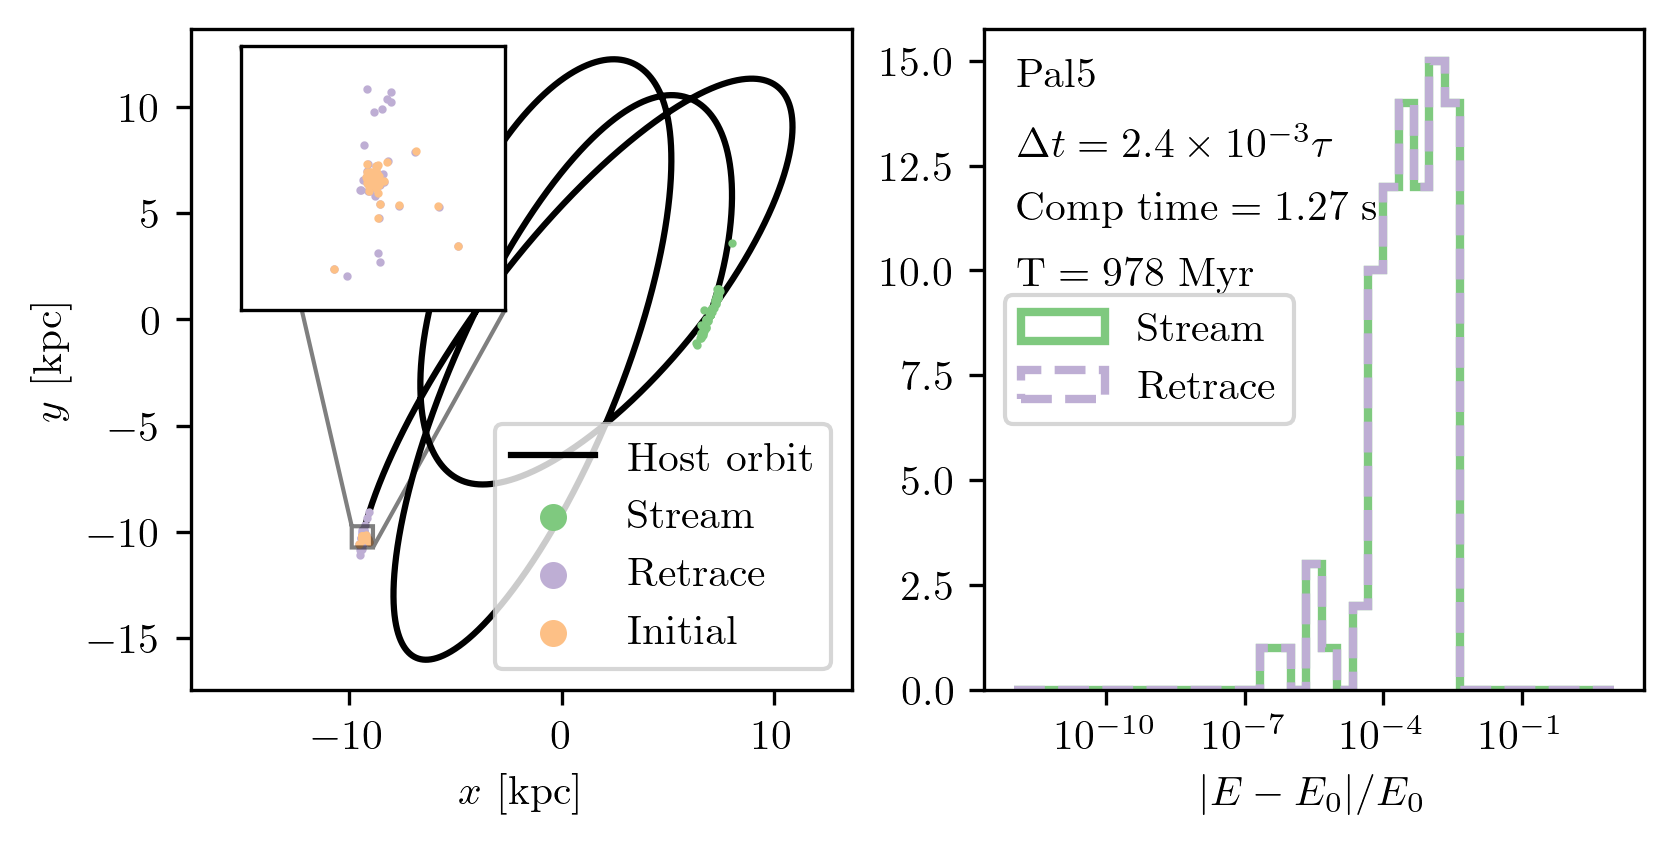 10
5
0
−5
−10
−15
y [kpc]
−10
0
10
x [kpc]
Host orbit
Stream
Retrace
Initial
15.0
12.5
10.0
7.5
5.0
2.5
0.0
Pal5
Δt = 2.4 × 10⁻³τ
Comp time = 1.27 s
T = 978 Myr
Stream
Retrace
10⁻¹⁰
10⁻⁷
10⁻⁴
10⁻¹
|E − E₀|/E₀